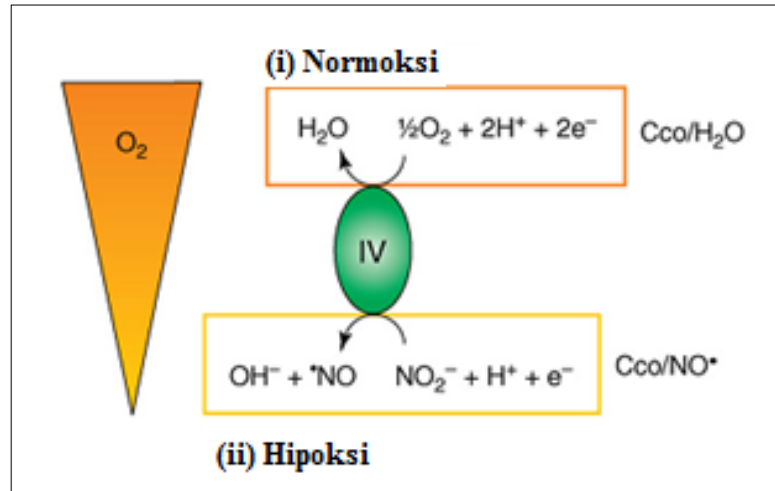 (i) Normoksi
O₂
H₂O ½O₂ + 2H⁺ + 2e⁻
Cco/H₂O
IV
OH⁻ + •NO NO₂⁻ + H⁺ + e⁻
Cco/NO•
(ii) Hipoksi